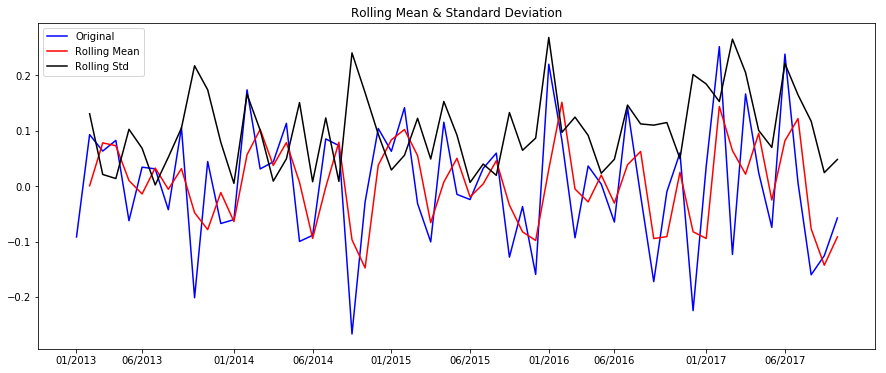 Rolling Mean & Standard Deviation
Original
Rolling Mean
Rolling Std
0.2
0.1
0.0
−0.1
−0.2
01/2013 06/2013 01/2014 06/2014 01/2015 06/2015 01/2016 06/2016 01/2017 06/2017